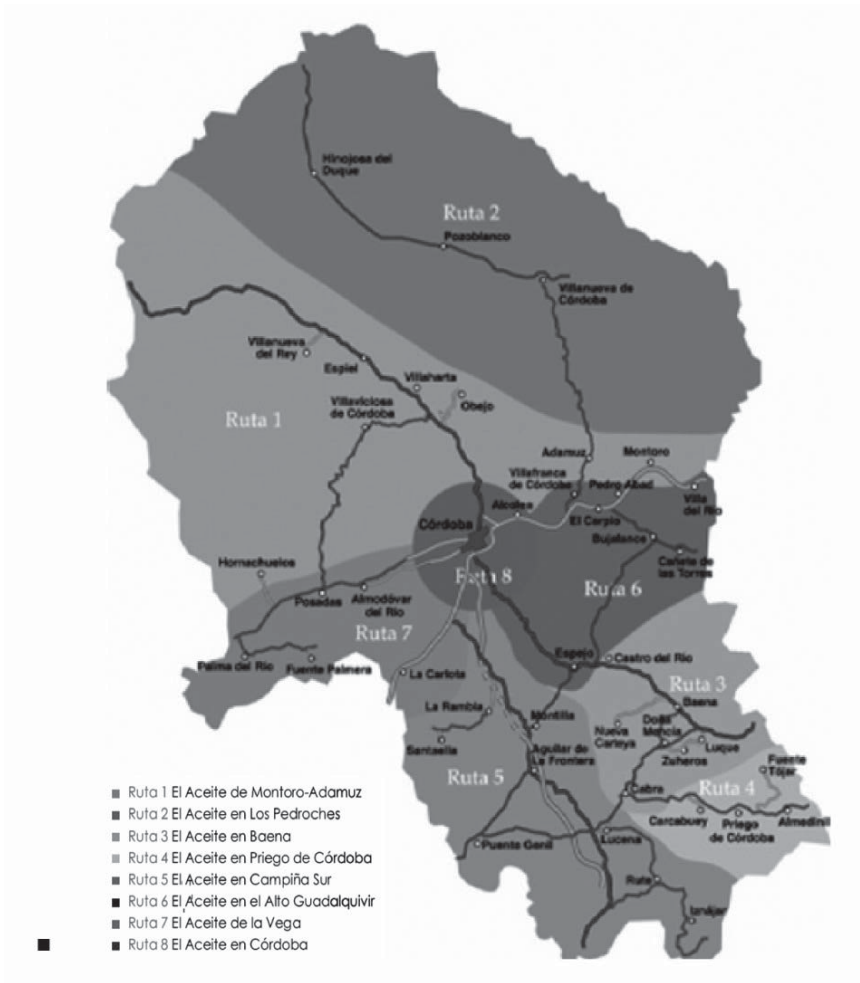 Hinojosa del
Duque
Ruta 2
Pozoblanco
Villanueva de
Córdoba
Villanueva
del Rey
Espiel
Villaharta
Obejo
Villaviciosa
de Córdoba
Ruta 1
Adamuz
Montoro
Villafranca
de Córdoba
Pedro Abad
Villa
del Río
Alcolea
El Carpio
Córdoba
Bujalance
Cañete de
las Torres
Hornachuelos
Ruta 8
Ruta 6
Posadas
Almodóvar
del Río
Ruta 7
Palma del Río
Fuente Palmera
Espejo
Castro del Río
La Carlota
Ruta 3
Baena
La Rambla
Montilla
Nueva
Carteya
Doña
Mencía
Luque
Zuheros
Santaella
Aguilar de
La Frontera
Fuente
Tójar
Ruta 5
Ruta 4
Cabra
Carcabuey
Priego
de Córdoba
Almedinil
Puente Genil
Lucena
Rute
Iznájar
Ruta 1 El Aceite de Montoro-Adamuz
Ruta 2 El Aceite en Los Pedroches
Ruta 3 El Aceite en Baena
Ruta 4 El Aceite en Priego de Córdoba
Ruta 5 El Aceite en Campiña Sur
Ruta 6 El Aceite en el Alto Guadalquivir
Ruta 7 El Aceite de la Vega
Ruta 8 El Aceite en Córdoba